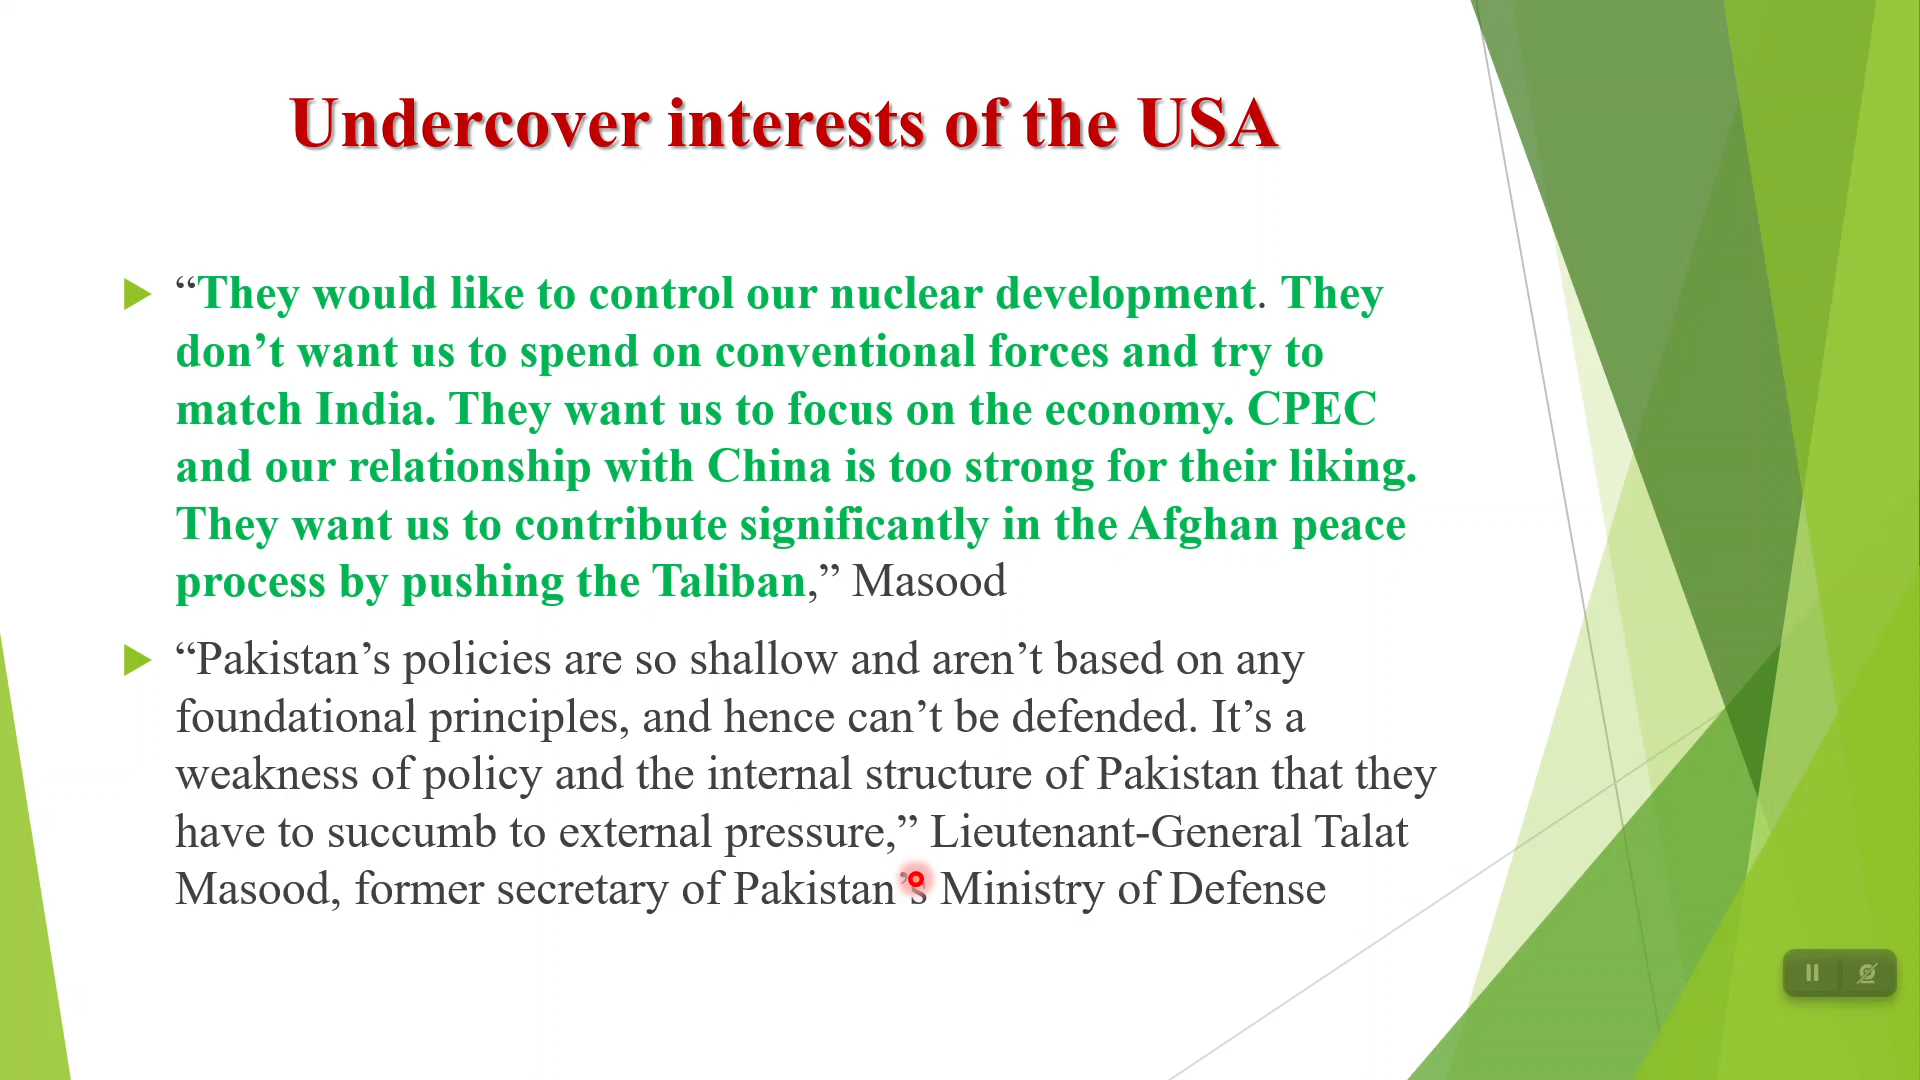 Undercover interests of the USA
“They would like to control our nuclear development. They
don’t want us to spend on conventional forces and try to
match India. They want us to focus on the economy. CPEC
and our relationship with China is too strong for their liking.
They want us to contribute significantly in the Afghan peace
process by pushing the Taliban,” Masood
“Pakistan’s policies are so shallow and aren’t based on any
foundational principles, and hence can’t be defended. It’s a
weakness of policy and the internal structure of Pakistan that they
have to succumb to external pressure,” Lieutenant-General Talat
Masood, former secretary of Pakistan’s Ministry of Defense